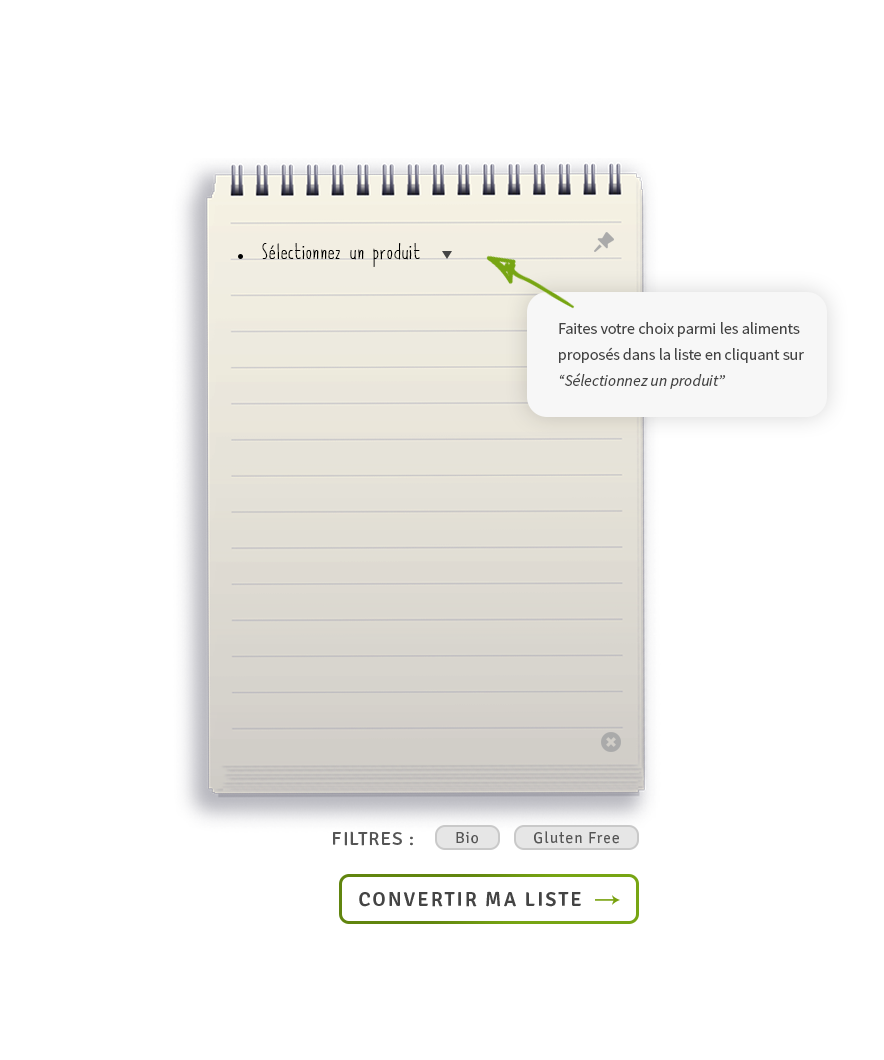 • Sélectionnez un produit
Faites votre choix parmi les aliments
proposés dans la liste en cliquant sur
“Sélectionnez un produit”
FILTRES : Bio Gluten Free
CONVERTIR MA LISTE →